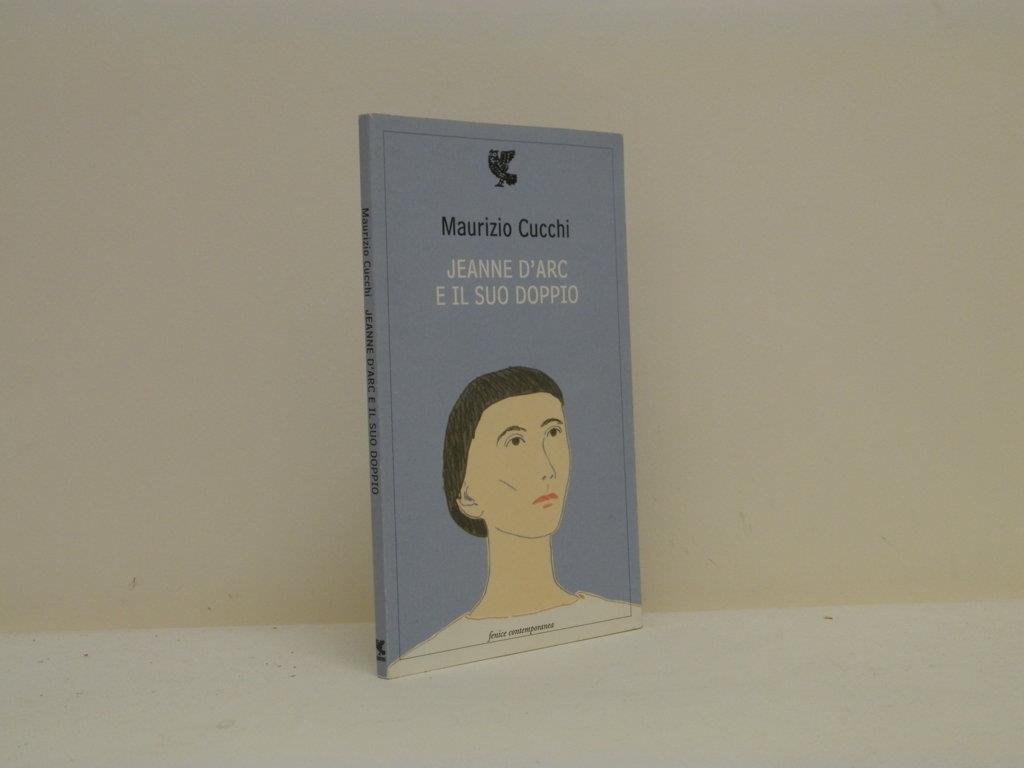 Maurizio Cucchi
JEANNE D'ARC
E IL SUO DOPPIO
fenice contemporanea
Maurizio Cucchi JEANNE D'ARC E IL SUO DOPPIO